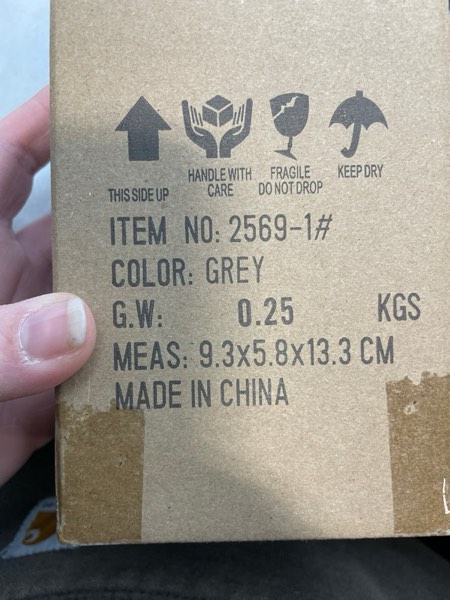 THIS SIDE UP
HANDLE WITH CARE
FRAGILE
DO NOT DROP
KEEP DRY
ITEM NO: 2569-1#
COLOR: GREY
G.W: 0.25 KGS
MEAS: 9.3x5.8x13.3 CM
MADE IN CHINA